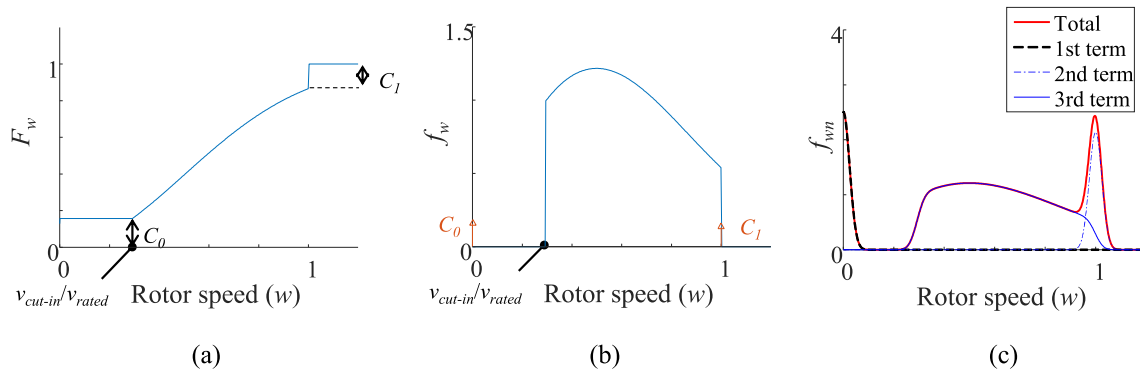 1
F_w
0
0
1
C_0
C_1
v_cut-in/v_rated
Rotor speed (w)
(a)
1.5
f_w
0
0
1
C_0
C_1
v_cut-in/v_rated
Rotor speed (w)
(b)
Total
1st term
2nd term
3rd term
4
f_wn
0
0
1
Rotor speed (w)
(c)